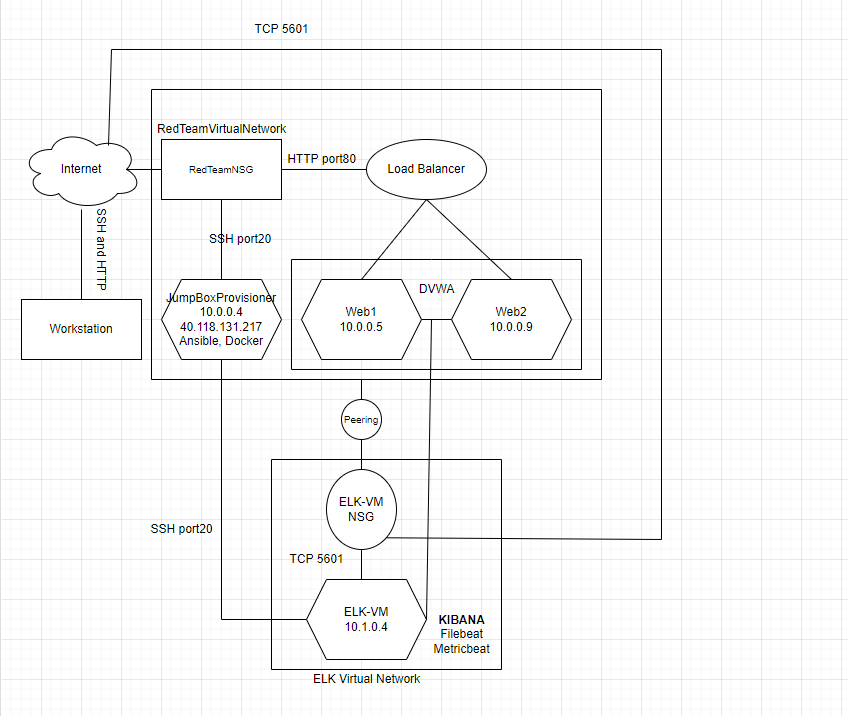 TCP 5601
RedTeamVirtualNetwork
Internet
RedTeamNSG
HTTP port80
Load Balancer
SSH and HTTP
SSH port20
Workstation
JumpBoxProvisioner
10.0.0.4
40.118.131.217
Ansible, Docker
DVWA
Web1
10.0.0.5
Web2
10.0.0.9
Peering
ELK-VM
NSG
SSH port20
TCP 5601
ELK-VM
10.1.0.4
KIBANA
Filebeat
Metricbeat
ELK Virtual Network